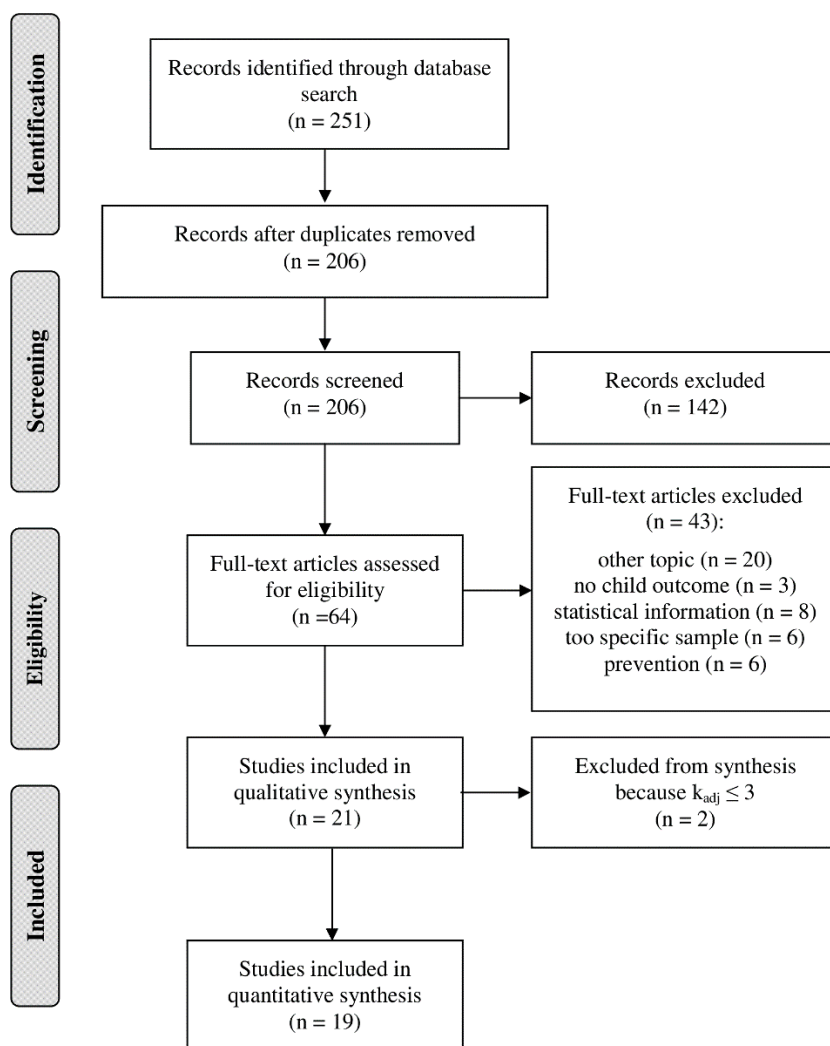 Identification
Records identified through database
search
(n = 251)
Records after duplicates removed
(n = 206)
Screening
Records screened
(n = 206)
Records excluded
(n = 142)
Eligibility
Full-text articles assessed
for eligibility
(n =64)
Full-text articles excluded
(n = 43):
other topic (n = 20)
no child outcome (n = 3)
statistical information (n = 8)
too specific sample (n = 6)
prevention (n = 6)
Included
Studies included in
qualitative synthesis
(n = 21)
Excluded from synthesis
because kadj ≤ 3
(n = 2)
Studies included in
quantitative synthesis
(n = 19)